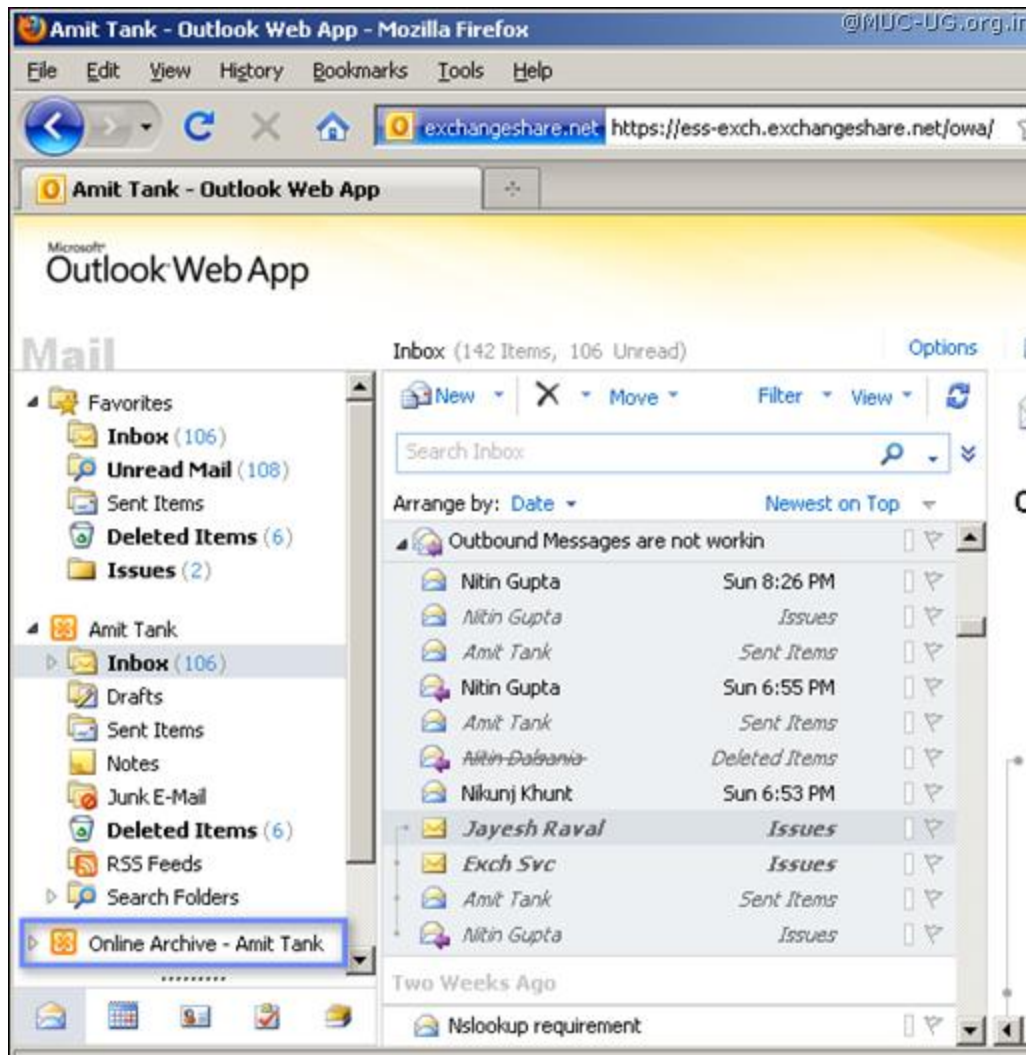 Amit Tank - Outlook Web App - Mozilla Firefox
@MUC-UG.org.in
File Edit View History Bookmarks Tools Help
exchangeshare.net https://ess-exch.exchangeshare.net/owa/
Amit Tank - Outlook Web App
Microsoft®
Outlook Web App
Mail
Inbox (142 Items, 106 Unread) Options
Favorites
Inbox (106)
Unread Mail (108)
Sent Items
Deleted Items (6)
Issues (2)
Amit Tank
Inbox (106)
Drafts
Sent Items
Notes
Junk E-Mail
Deleted Items (6)
RSS Feeds
Search Folders
Online Archive - Amit Tank
New Move Filter View
Search Inbox
Arrange by: Date Newest on Top
Outbound Messages are not workin
Nitin Gupta Sun 8:26 PM
Nitin Gupta Issues
Amit Tank Sent Items
Nitin Gupta Sun 6:55 PM
Amit Tank Sent Items
Nitin Dalsania Deleted Items
Nikunj Khunt Sun 6:53 PM
Jayesh Raval Issues
Exch Svc Issues
Amit Tank Sent Items
Nitin Gupta Issues
Two Weeks Ago
Nslookup requirement